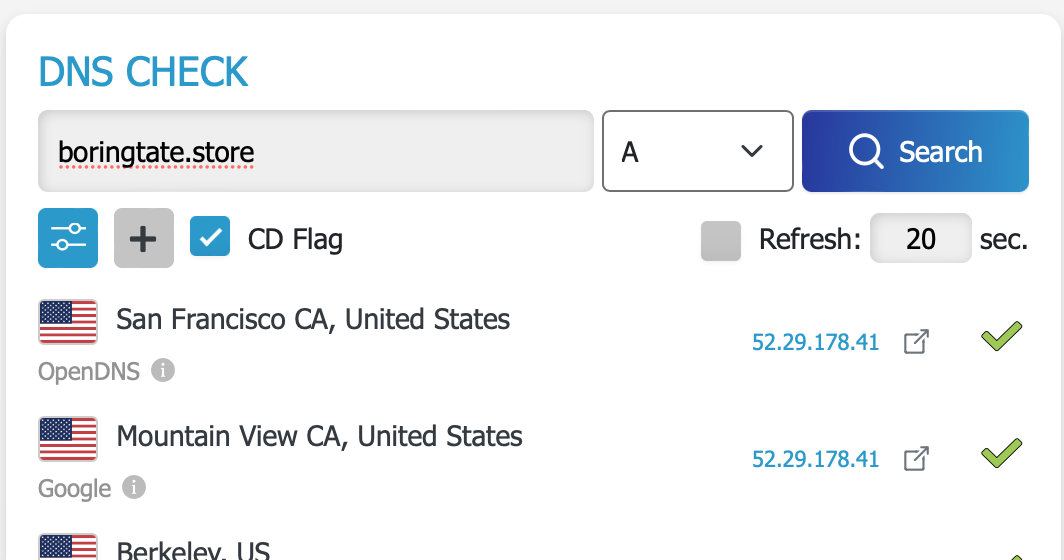 DNS CHECK
boringtate.store
A
Search
CD Flag
Refresh: 20 sec.
San Francisco CA, United States
52.29.178.41
OpenDNS
Mountain View CA, United States
52.29.178.41
Google
Berkeley, US